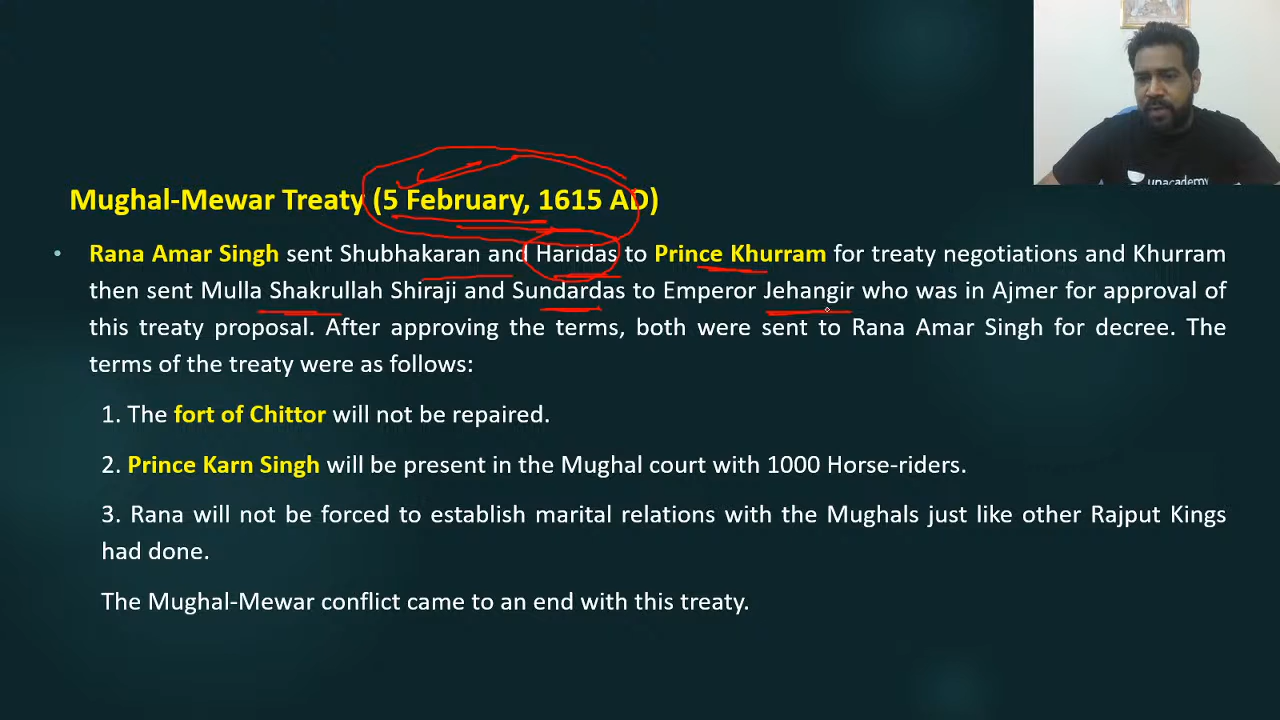 Mughal-Mewar Treaty (5 February, 1615 AD)
• Rana Amar Singh sent Shubhakaran and Haridas to Prince Khurram for treaty negotiations and Khurram
then sent Mulla Shakrullah Shiraji and Sundardas to Emperor Jehangir who was in Ajmer for approval of
this treaty proposal. After approving the terms, both were sent to Rana Amar Singh for decree. The
terms of the treaty were as follows:
1. The fort of Chittor will not be repaired.
2. Prince Karn Singh will be present in the Mughal court with 1000 Horse-riders.
3. Rana will not be forced to establish marital relations with the Mughals just like other Rajput Kings
had done.
The Mughal-Mewar conflict came to an end with this treaty.
unacademy